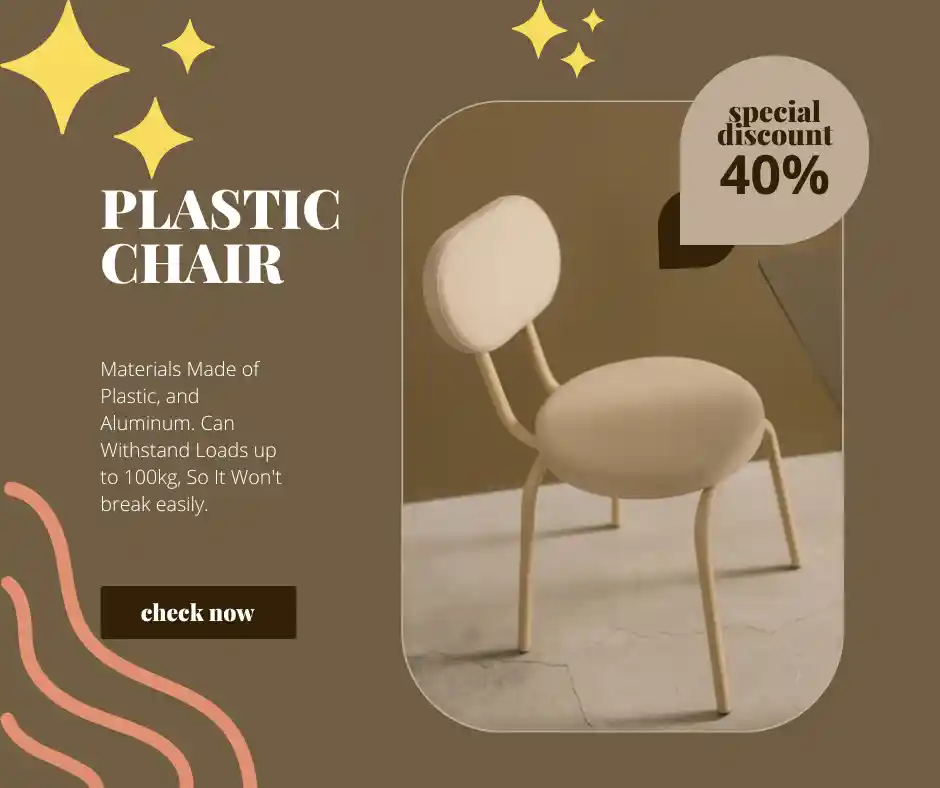 special
discount
40%
PLASTIC
CHAIR
Materials Made of
Plastic, and
Aluminum. Can
Withstand Loads up
to 100kg, So It Won't
break easily.
check now